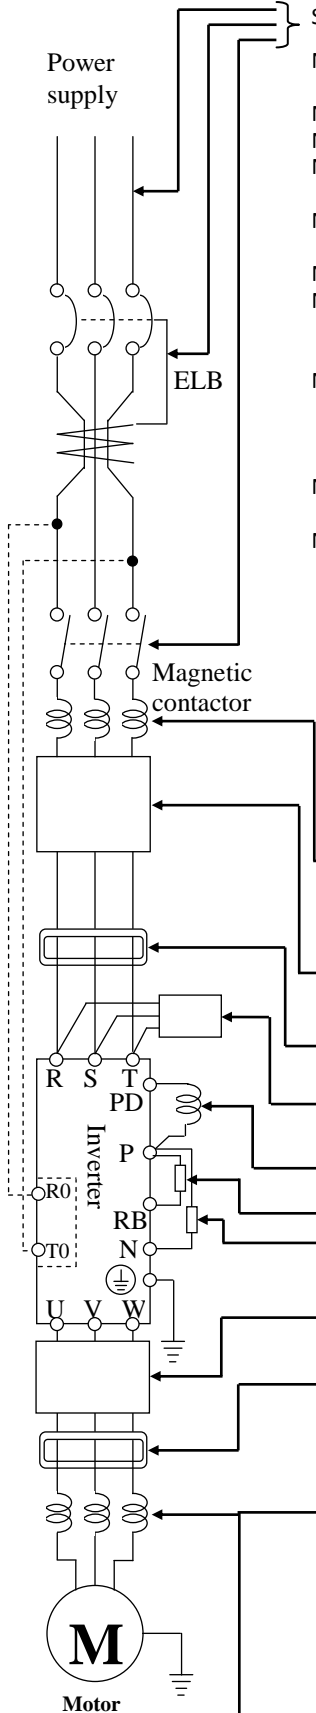 S
Power
supply
N
N
N
N
N
N
N
ELB
N
N
N
Magnetic
contactor
R S T
PD
P
Inverter
R0
RB
T0
N
U V W
M
Motor